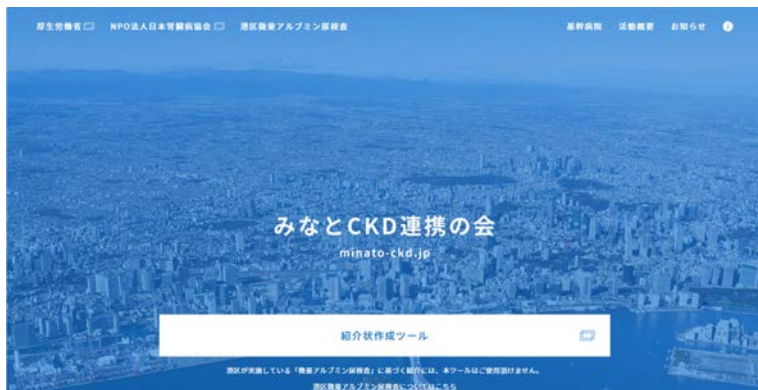 厚生労働省
NPO法人日本腎臓病協会
港区微量アルブミン尿検査
基幹病院
活動概要
お知らせ
みなとCKD連携の会
minato-ckd.jp
紹介状作成ツール
港区が実施している「微量アルブミン尿検査」に基づく紹介には、本ツールはご使用頂けません。
港区微量アルブミン尿検査についてはこちら